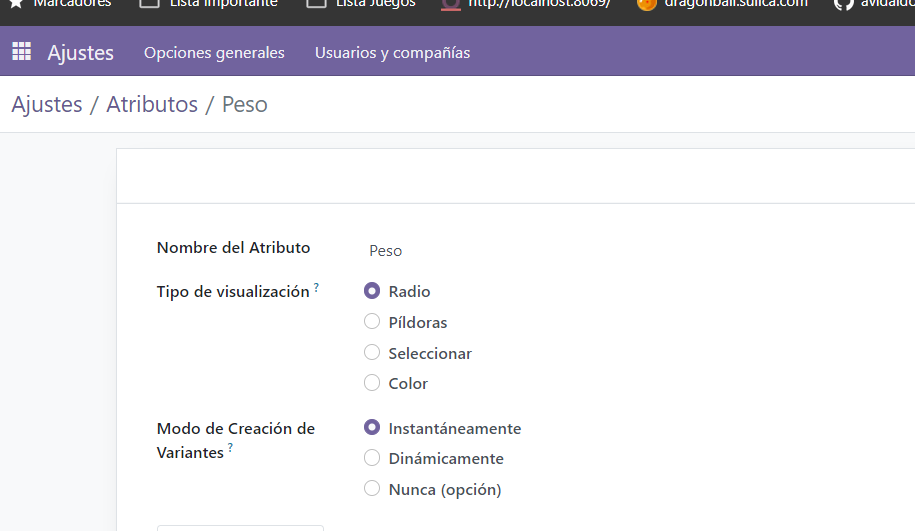 Marcadores Lista Importante Lista Juegos http://localhost:8069/ dragonball.sulica.com
Ajustes Opciones generales Usuarios y compañías
Ajustes / Atributos / Peso
Nombre del Atributo Peso
Tipo de visualización ? Radio
Píldoras
Seleccionar
Color
Modo de Creación de Variantes ? Instantáneamente
Dinámicamente
Nunca (opción)